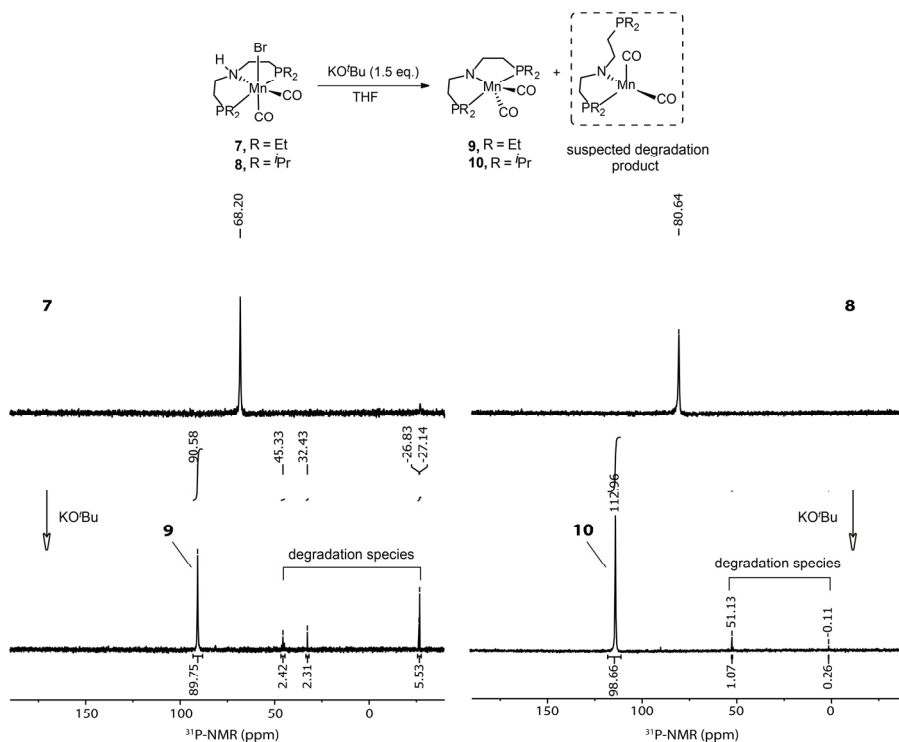 H
Br
N
Mn
PR2
PR2
CO
CO
7, R = Et
8, R = iPr
KOtBu (1.5 eq.)
THF
N
Mn
PR2
PR2
CO
CO
9, R = Et
10, R = iPr
+
PR2
N
CO
Mn
PR2
CO
suspected degradation
product
68.20
80.64
7
8
90.58
45.33
32.43
-26.83
-27.14
112.96
KOtBu
KOtBu
9
degradation species
10
degradation species
51.13
-0.11
89.75
2.42
2.31
5.53
98.66
1.07
0.26
150 100 50 0
150 100 50 0
31P-NMR (ppm)
31P-NMR (ppm)